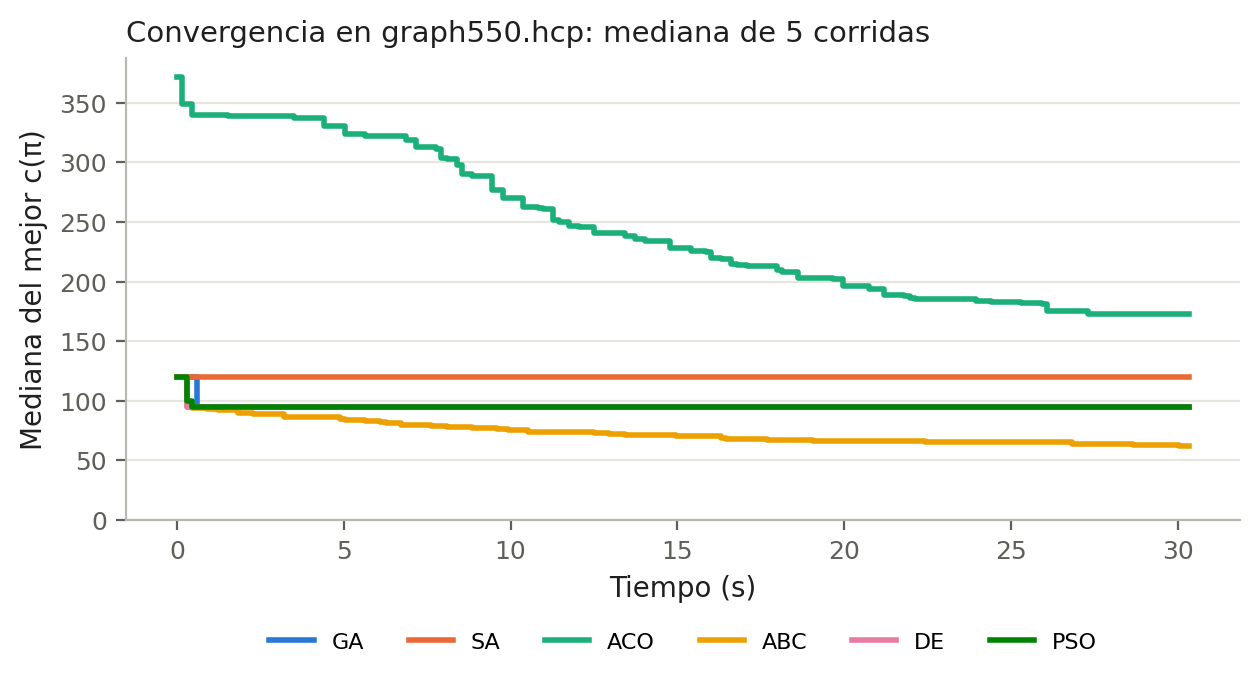 Convergencia en graph550.hcp: mediana de 5 corridas
Mediana del mejor c(π)
350
300
250
200
150
100
50
0
0 5 10 15 20 25 30
Tiempo (s)
GA SA ACO ABC DE PSO